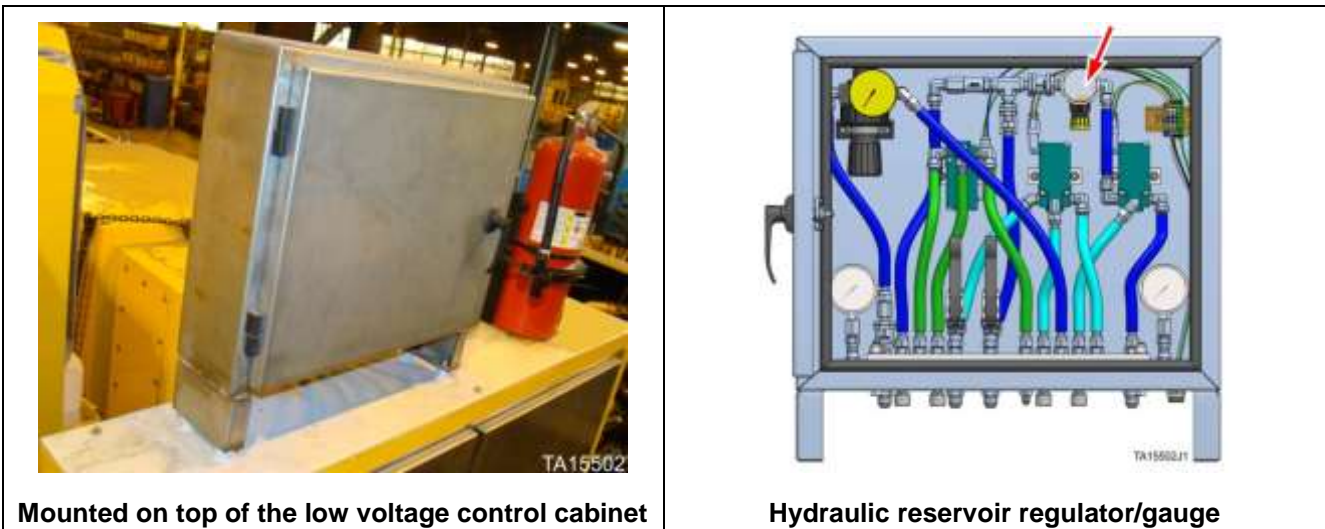 TA15502
TA15502J1
Mounted on top of the low voltage control cabinet
Hydraulic reservoir regulator/gauge